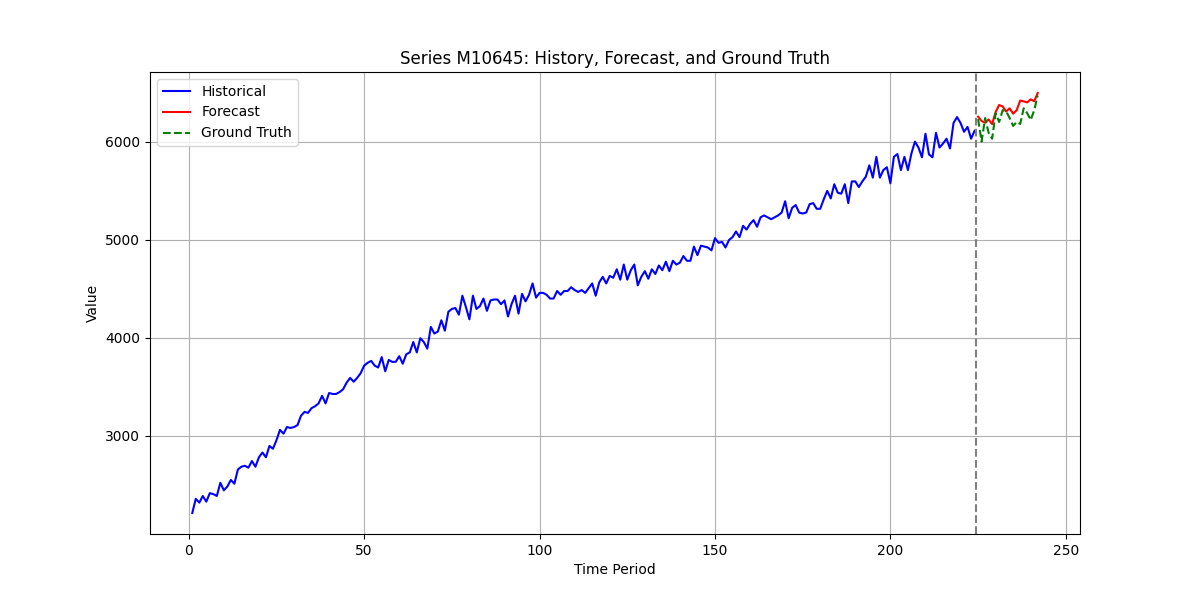 Series M10645: History, Forecast, and Ground Truth
Historical
Forecast
Ground Truth
Value
6000
5000
4000
3000
0
50
100
150
200
250
Time Period